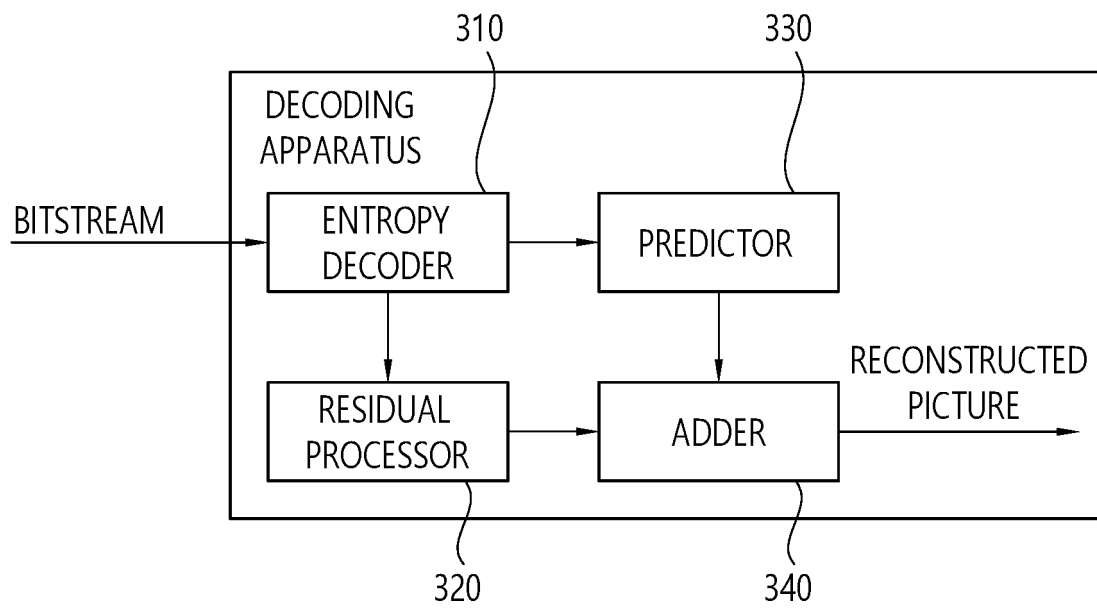 310
330
DECODING
APPARATUS
BITSTREAM
ENTROPY
DECODER
PREDICTOR
RESIDUAL
PROCESSOR
ADDER
RECONSTRUCTED
PICTURE
320
340